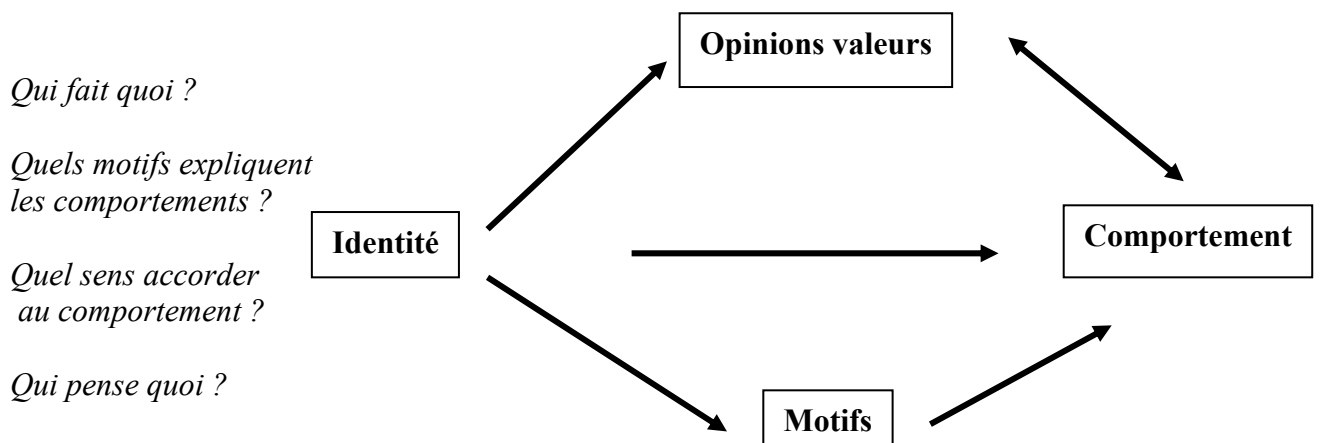 Opinions valeurs
Qui fait quoi ?
Quels motifs expliquent
les comportements ?
Identité
Comportement
Quel sens accorder
au comportement ?
Qui pense quoi ?
Motifs